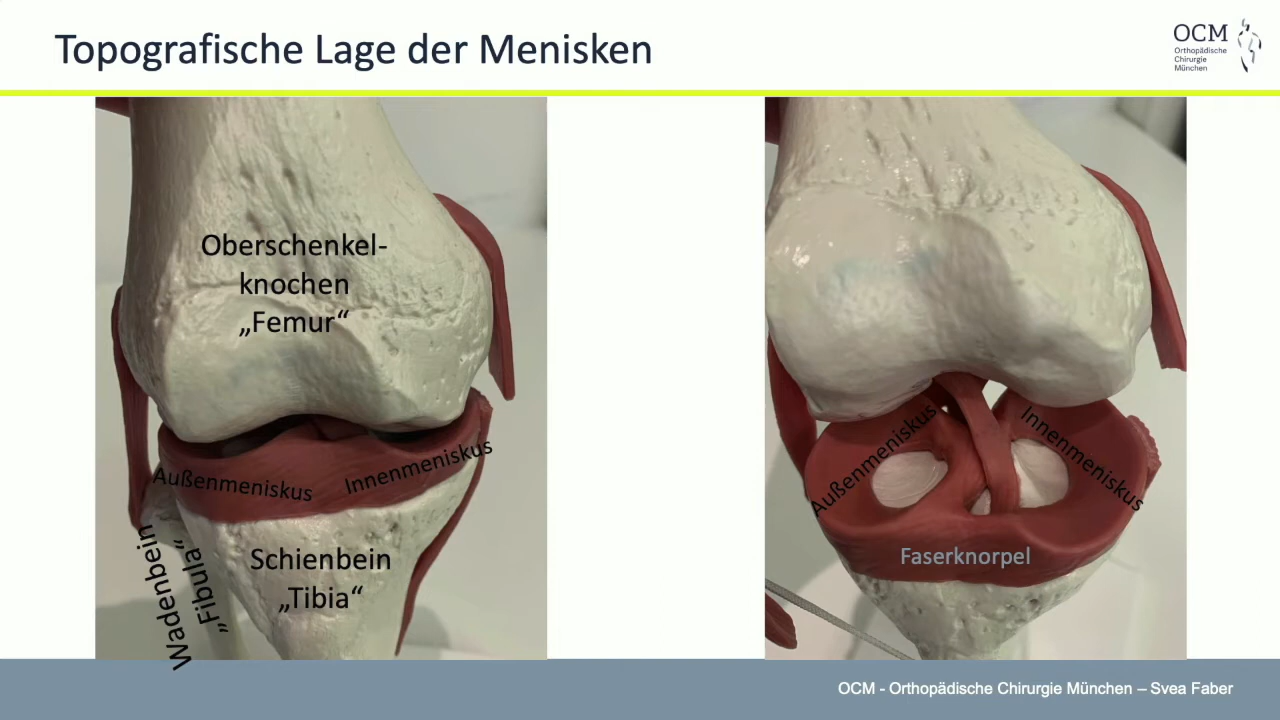 Topografische Lage der Menisken
OCM
Orthopädische
Chirurgie
München
Oberschenkel-
knochen
„Femur“
Außenmeniskus
Innenmeniskus
Schienbein
„Tibia“
Wadenbein
„Fibula“
Außenmeniskus
Innenmeniskus
Faserknorpel
OCM - Orthopädische Chirurgie München – Svea Faber